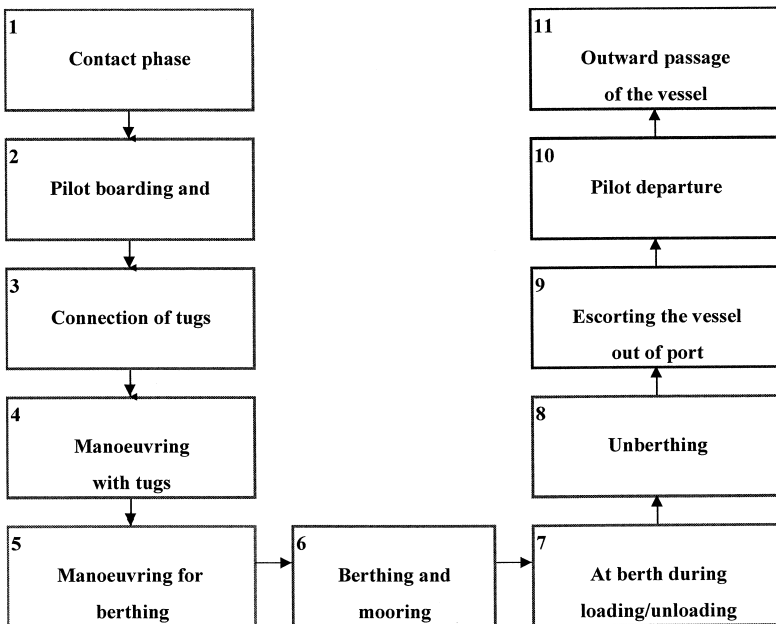 1
Contact phase
2
Pilot boarding and
3
Connection of tugs
4
Manoeuvring
with tugs
5
Manoeuvring for
berthing
6
Berthing and
mooring
7
At berth during
loading/unloading
8
Unberthing
9
Escorting the vessel
out of port
10
Pilot departure
11
Outward passage
of the vessel